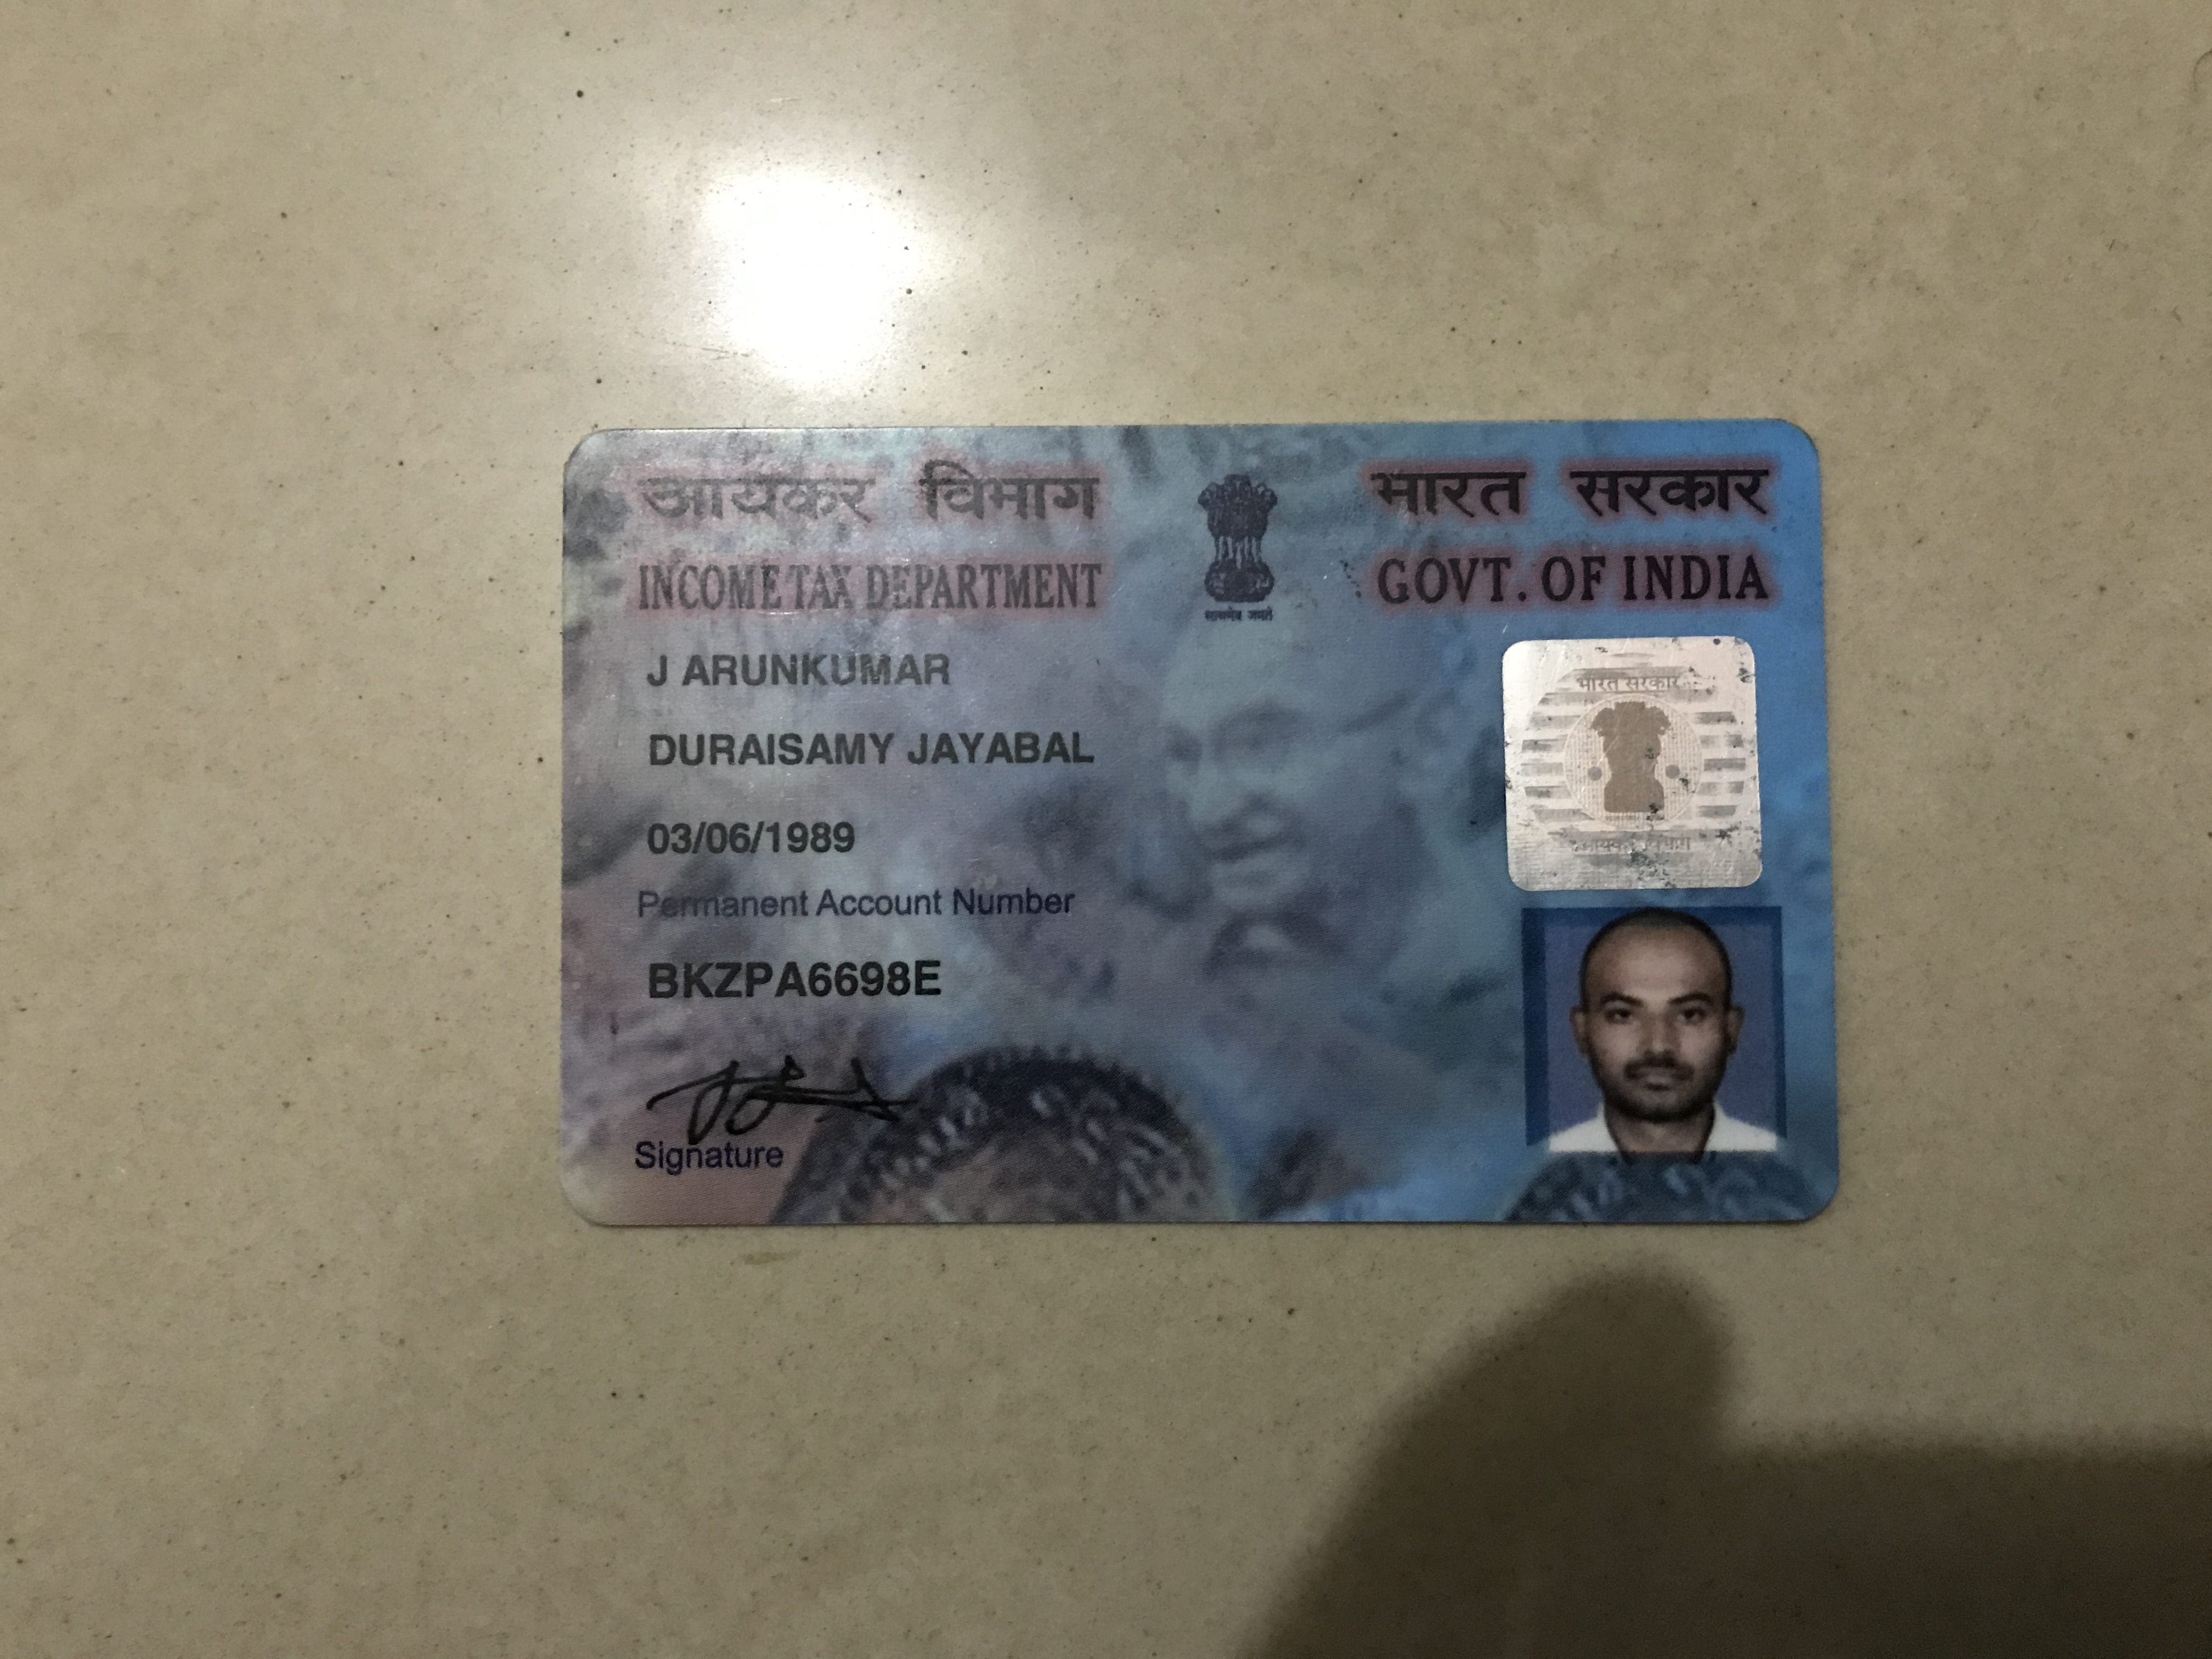 आयकर विभाग
INCOME TAX DEPARTMENT
भारत सरकार
GOVT. OF INDIA
सत्यमेव जयते
J ARUNKUMAR
DURAISAMY JAYABAL
03/06/1989
Permanent Account Number
BKZPA6698E
Signature
भारत सरकार